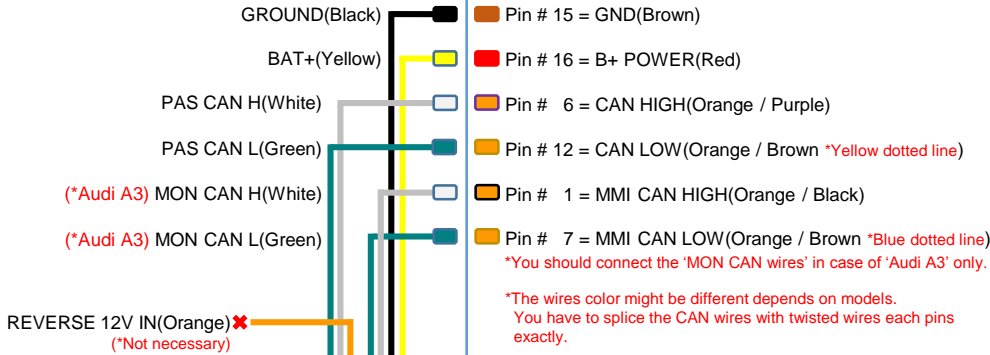 GROUND(Black) Pin # 15 = GND(Brown)
BAT+(Yellow) Pin # 16 = B+ POWER(Red)
PAS CAN H(White) Pin # 6 = CAN HIGH(Orange / Purple)
PAS CAN L(Green) Pin # 12 = CAN LOW(Orange / Brown *Yellow dotted line)
(*Audi A3) MON CAN H(White) Pin # 1 = MMI CAN HIGH(Orange / Black)
(*Audi A3) MON CAN L(Green) Pin # 7 = MMI CAN LOW(Orange / Brown *Blue dotted line)
*You should connect the ‘MON CAN wires’ in case of ‘Audi A3’ only.
*The wires color might be different depends on models.
You have to splice the CAN wires with twisted wires each pins
exactly.
REVERSE 12V IN(Orange)
(*Not necessary)